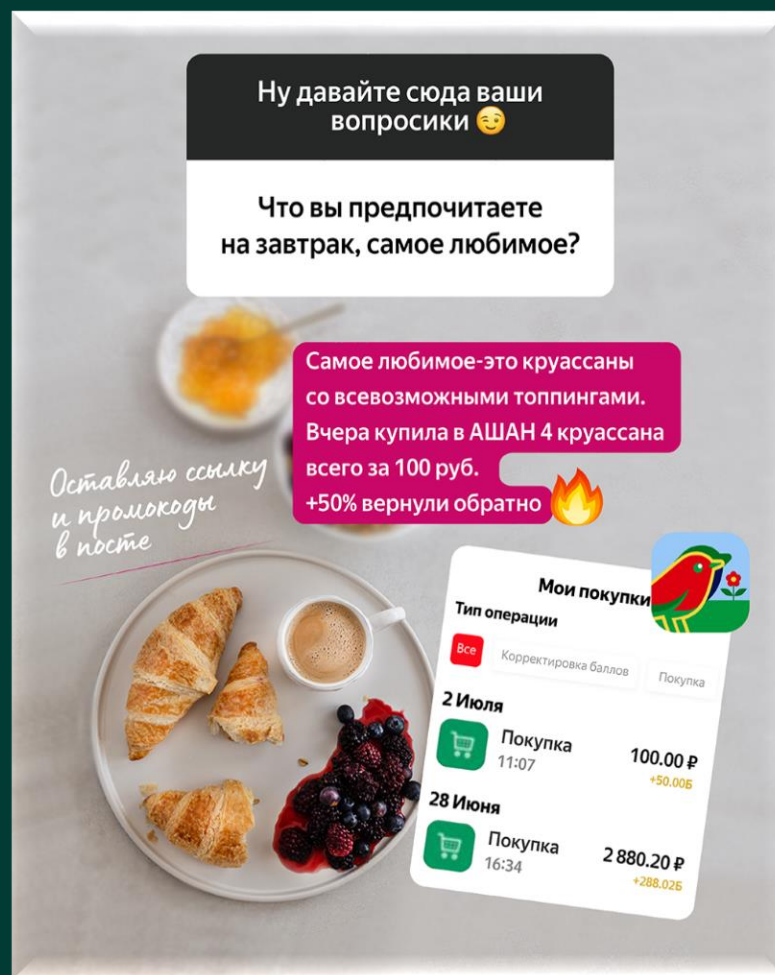 Ну давайте сюда ваши
вопросики 😉
Что вы предпочитаете
на завтрак, самое любимое?
Самое любимое-это круассаны
со всевозможными топпингами.
Вчера купила в АШАН 4 круассана
всего за 100 руб.
+50% вернули обратно
Оставляю ссылку
и промокоды
в посте
Мои покупки
Тип операции
Все Корректировка баллов Покупка
2 Июля
Покупка 100.00 ₽
11:07 +50.00Б
28 Июня
Покупка 2 880.20 ₽
16:34 +288.02Б